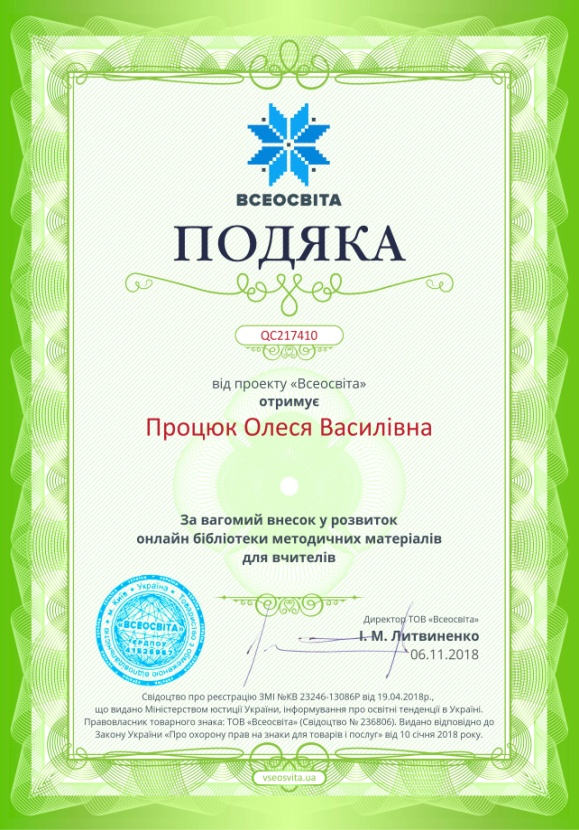 ВСЕОСВІТА
ПОДЯКА
QC217410
від проекту «Всеосвіта»
отримує
Процюк Олеся Василівна
За вагомий внесок у розвиток
онлайн бібліотеки методичних матеріалів
для вчителів
м. Київ * Україна * Товариство з обмеженою відповідальністю
«ВСЕОСВІТА»
ЄРДПОУ
Директор ТОВ «Всеосвіта»
І. М. Литвиненко
06.11.2018
Свідоцтво про реєстрацію ЗМІ №КВ 23246-13086Р від 19.04.2018р.,
що видано Міністерством юстиції України, інформування про освітні тенденції в Україні.
Правовласник товарного знака: ТОВ «Всеосвіта» (Свідоцтво № 236806). Видано відповідно до
Закону України «Про охорону прав на знаки для товарів і послуг» від 10 січня 2018 року.
vseosvita.ua